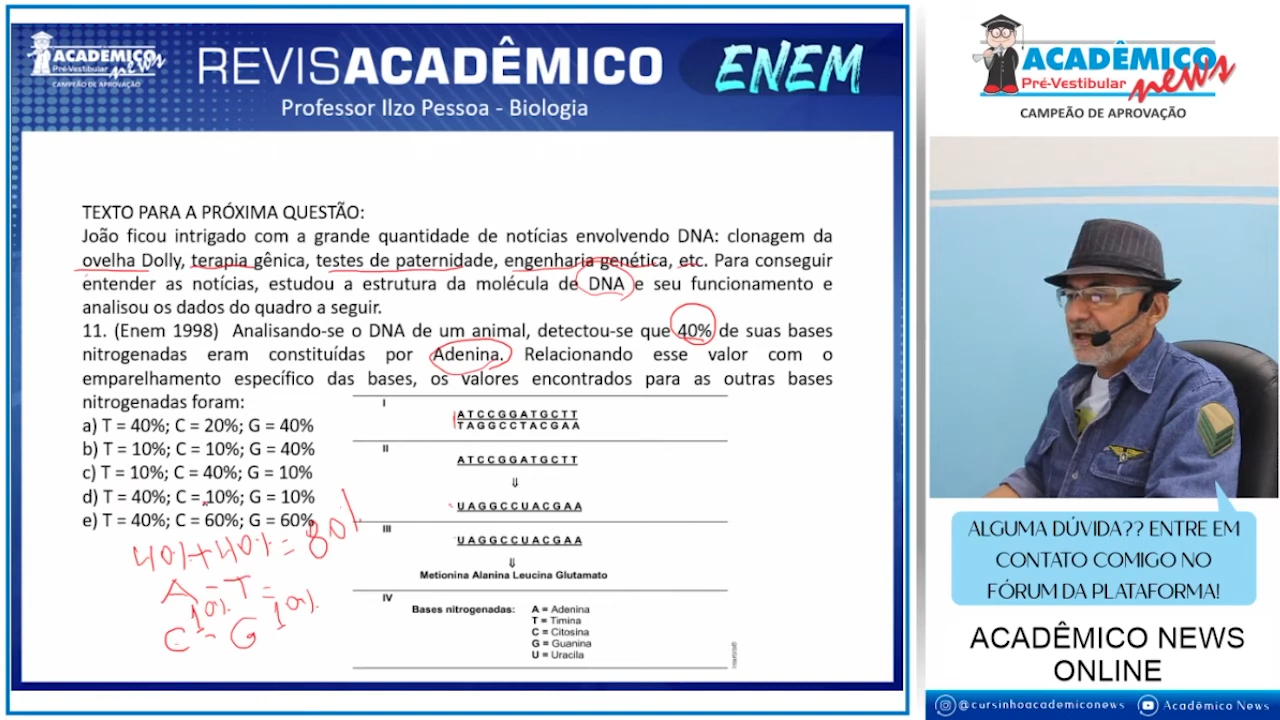 ACADÊMICO
Pré-Vestibular news
CAMPEÃO DE APROVAÇÃO
REVISACADÊMICO
ENEM
Professor Ilzo Pessoa - Biologia
TEXTO PARA A PRÓXIMA QUESTÃO:
João ficou intrigado com a grande quantidade de notícias envolvendo DNA: clonagem da
ovelha Dolly, terapia gênica, testes de paternidade, engenharia genética, etc. Para conseguir
entender as notícias, estudou a estrutura da molécula de DNA e seu funcionamento e
analisou os dados do quadro a seguir.
11. (Enem 1998) Analisando-se o DNA de um animal, detectou-se que 40% de suas bases
nitrogenadas eram constituídas por Adenina. Relacionando esse valor com o
emparelhamento específico das bases, os valores encontrados para as outras bases
nitrogenadas foram:
a) T = 40%; C = 20%; G = 40%
b) T = 10%; C = 10%; G = 40%
c) T = 10%; C = 40%; G = 10%
d) T = 40%; C = 10%; G = 10%
e) T = 40%; C = 60%; G = 60%
40%+40% = 80%
A - T =
10% 10%
C - G
I
ATCCGGATGCTT
TAGGCCTACGAA
II
ATCCGGATGCTT
⇓
UAGGCCUACGAA
III
UAGGCCUACGAA
⇓
Metionina Alanina Leucina Glutamato
IV
Bases nitrogenadas: A = Adenina
T = Timina
C = Citosina
G = Guanina
U = Uracila
ACADÊMICO
Pré-Vestibular news
CAMPEÃO DE APROVAÇÃO
ALGUMA DÚVIDA?? ENTRE EM
CONTATO COMIGO NO
FÓRUM DA PLATAFORMA!
ACADÊMICO NEWS
ONLINE
@cursinhoacademiconews Acadêmico News